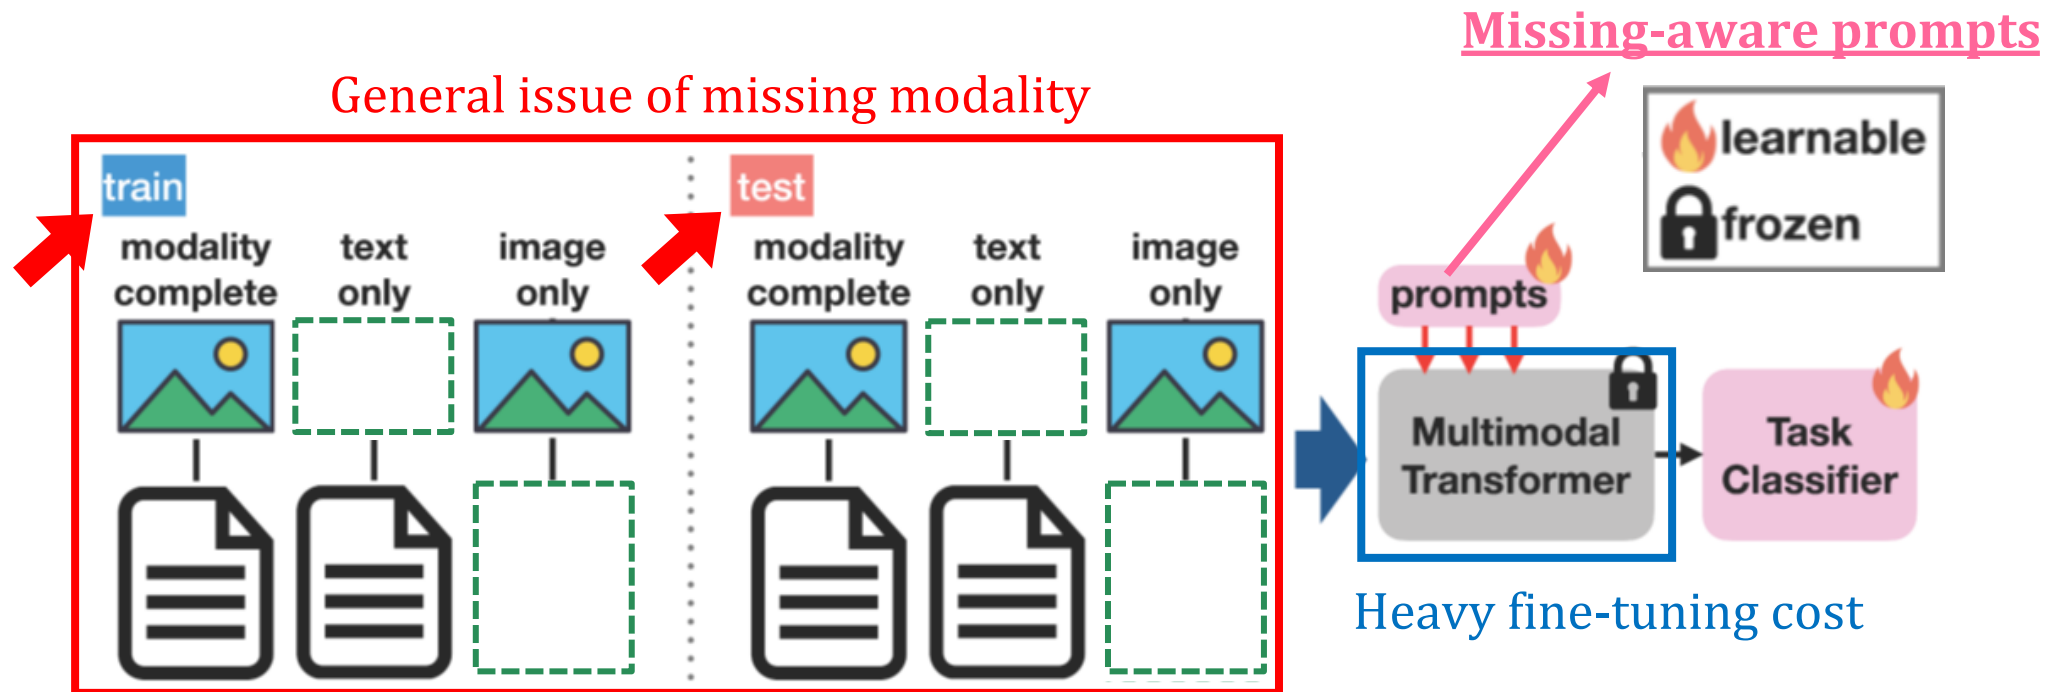 Missing-aware prompts
General issue of missing modality
train
test
modality
complete
text
only
image
only
modality
complete
text
only
image
only
learnable
frozen
prompts
Multimodal
Transformer
Task
Classifier
Heavy fine-tuning cost